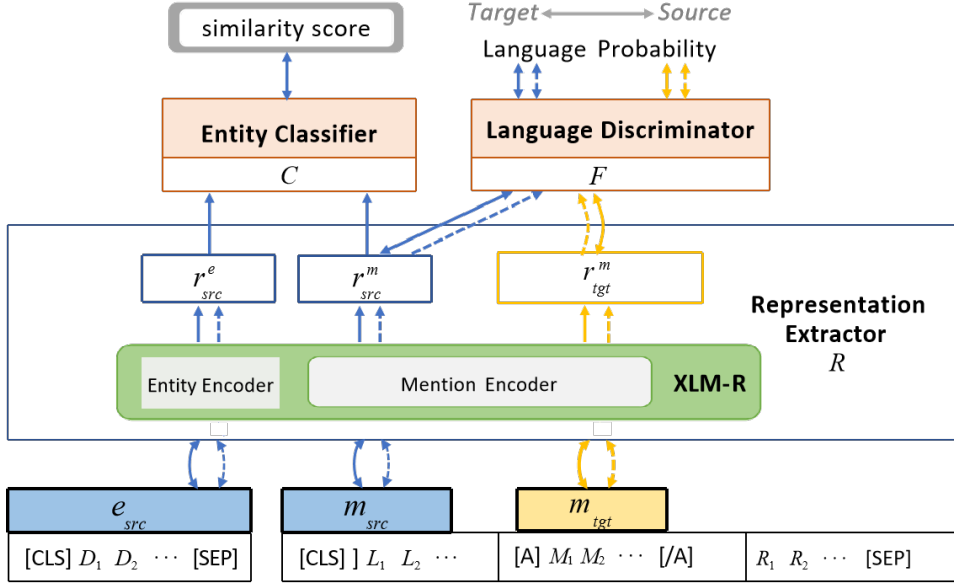 similarity score
Target Source
Language Probability
Entity Classifier
C
Language Discriminator
F
r^e_src
r^m_src
r^m_tgt
Representation
Extractor
R
Entity Encoder
Mention Encoder
XLM-R
e_src
m_src
m_tgt
[CLS] D₁ D₂ ··· [SEP]
[CLS] ] L₁ L₂ ···
[A] M₁ M₂ ··· [/A]
R₁ R₂ ··· [SEP]